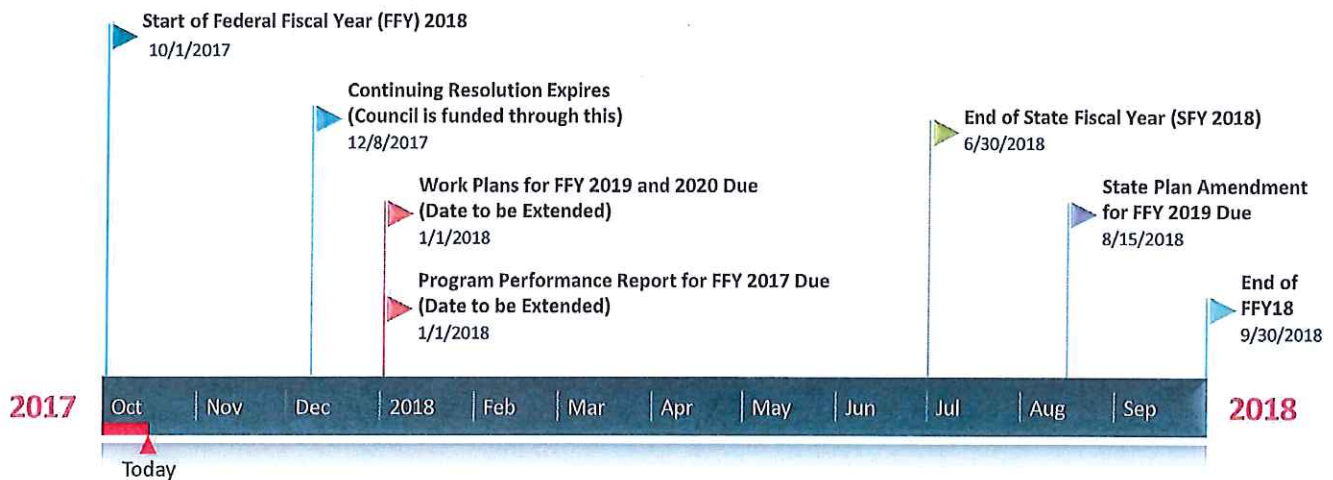 Start of Federal Fiscal Year (FFY) 2018
10/1/2017
Continuing Resolution Expires
(Council is funded through this)
12/8/2017
End of State Fiscal Year (SFY 2018)
6/30/2018
Work Plans for FFY 2019 and 2020 Due
(Date to be Extended)
1/1/2018
State Plan Amendment
for FFY 2019 Due
8/15/2018
Program Performance Report for FFY 2017 Due
(Date to be Extended)
1/1/2018
End of
FFY18
9/30/2018
2017 Oct Nov Dec 2018 Feb Mar Apr May Jun Jul Aug Sep 2018
Today